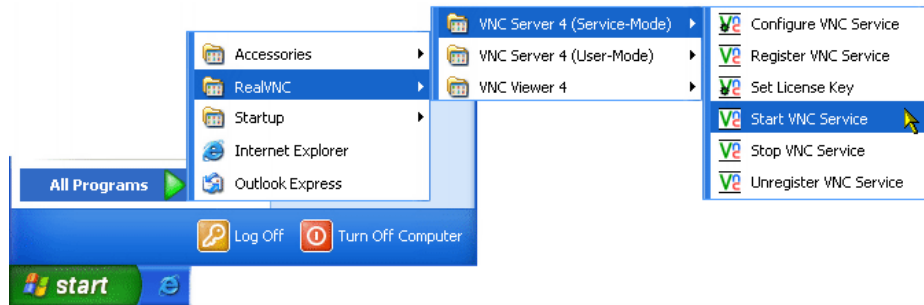 Accessories
RealVNC
Startup
Internet Explorer
Outlook Express
VNC Server 4 (Service-Mode)
VNC Server 4 (User-Mode)
VNC Viewer 4
Configure VNC Service
Register VNC Service
Set License Key
Start VNC Service
Stop VNC Service
Unregister VNC Service
All Programs
Log Off
Turn Off Computer
start